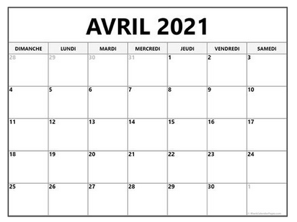 AVRIL 2021
DIMANCHE LUNDI MARDI MERCREDI JEUDI VENDREDI SAMEDI
28 29 30 31 1 2 3
4 5 6 7 8 9 10
11 12 13 14 15 16 17
18 19 20 21 22 23 24
25 26 27 28 29 30 1